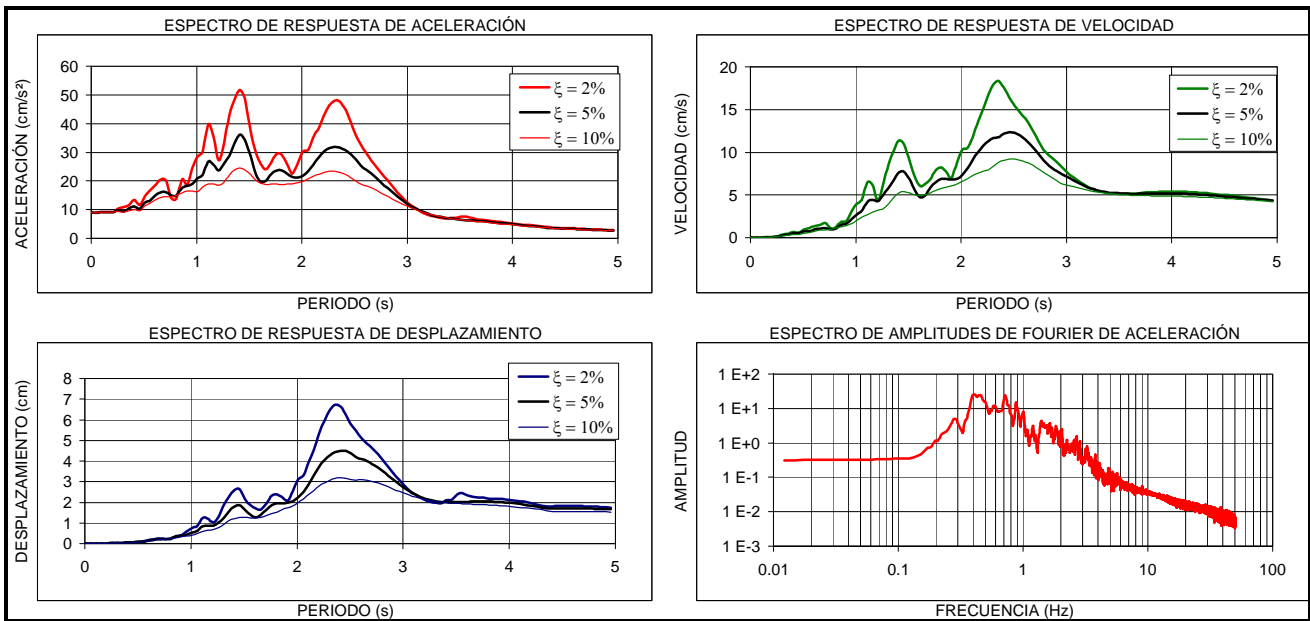 ESPECTRO DE RESPUESTA DE ACELERACIÓN
ACELERACIÓN (cm/s²)
60
50
40
30
20
10
0
0 1 2 3 4 5
PERIODO (s)
ξ = 2%
ξ = 5%
ξ = 10%
ESPECTRO DE RESPUESTA DE VELOCIDAD
VELOCIDAD (cm/s)
20
15
10
5
0
0 1 2 3 4 5
PERIODO (s)
ξ = 2%
ξ = 5%
ξ = 10%
ESPECTRO DE RESPUESTA DE DESPLAZAMIENTO
DESPLAZAMIENTO (cm)
8
7
6
5
4
3
2
1
0
0 1 2 3 4 5
PERIODO (s)
ξ = 2%
ξ = 5%
ξ = 10%
ESPECTRO DE AMPLITUDES DE FOURIER DE ACELERACIÓN
AMPLITUD
1 E+2
1 E+1
1 E+0
1 E-1
1 E-2
1 E-3
0.01 0.1 1 10 100
FRECUENCIA (Hz)